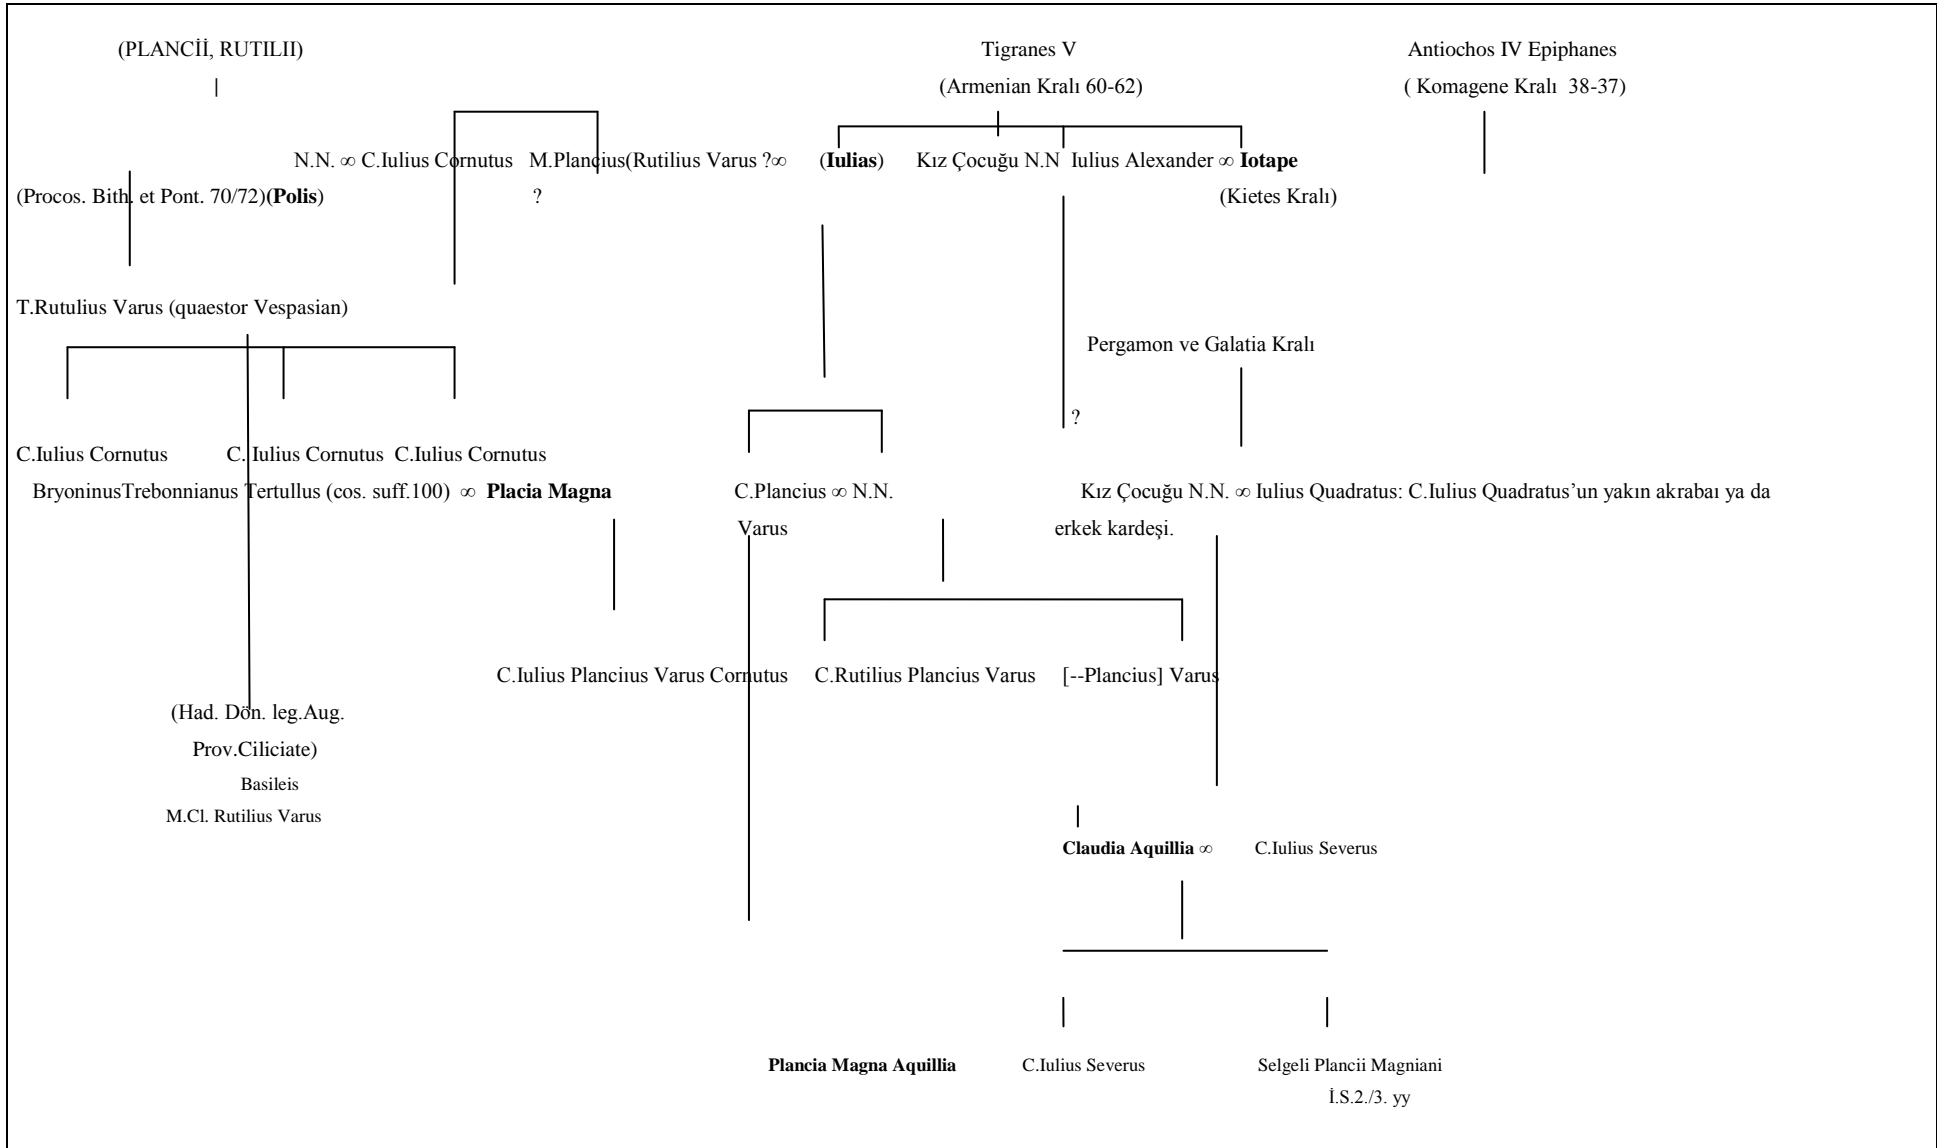 (PLANCİİ, RUTILII) Tigranes V Antiochos IV Epiphanes
(Armenian Kralı 60-62) ( Komagene Kralı 38-37)
N.N. ∞ C.Iulius Cornutus M.Plancius(Rutilius Varus ?∞ (Iulias) Kız Çocuğu N.N Iulius Alexander ∞ Iotape
(Procos. Bith. et Pont. 70/72)(Polis) ? (Kietes Kralı)
T.Rutulius Varus (quaestor Vespasian)
Pergamon ve Galatia Kralı
?
C.Iulius Cornutus C. Iulius Cornutus C.Iulius Cornutus
BryoninusTrebonnianus Tertullus (cos. suff.100) ∞ Placia Magna C.Plancius ∞ N.N. Kız Çocuğu N.N. ∞ Iulius Quadratus: C.Iulius Quadratus’un yakın akrabaı ya da
Varus erkek kardeşi.
C.Iulius Planciıus Varus Cornutus C.Rutilius Plancius Varus [--Plancius] Varus
(Had. Dön. leg.Aug.
Prov.Ciliciate)
Basileis
M.Cl. Rutilius Varus
Claudia Aquillia ∞ C.Iulius Severus
Plancia Magna Aquillia C.Iulius Severus Selgeli Plancii Magniani
İ.S.2./3. yy